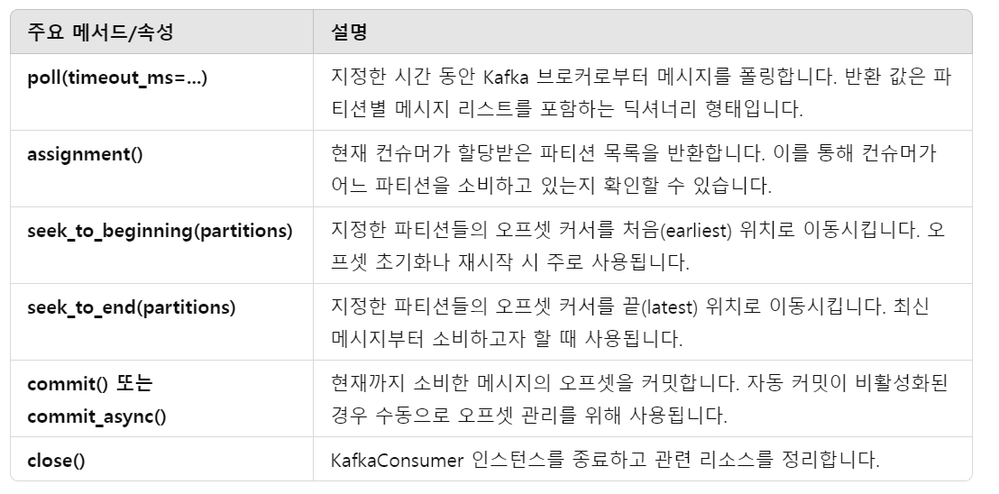 주요 메서드/속성 설명
poll(timeout_ms=...) 지정한 시간 동안 Kafka 브로커로부터 메시지를 폴링합니다. 반환 값은 파
티션별 메시지 리스트를 포함하는 딕셔너리 형태입니다.
assignment() 현재 컨슈머가 할당받은 파티션 목록을 반환합니다. 이를 통해 컨슈머가
어느 파티션을 소비하고 있는지 확인할 수 있습니다.
seek_to_beginning(partitions) 지정한 파티션들의 오프셋 커서를 처음(earliest) 위치로 이동시킵니다. 오
프셋 초기화나 재시작 시 주로 사용됩니다.
seek_to_end(partitions) 지정한 파티션들의 오프셋 커서를 끝(latest) 위치로 이동시킵니다. 최신
메시지부터 소비하고자 할 때 사용됩니다.
commit() 또는 현재까지 소비한 메시지의 오프셋을 커밋합니다. 자동 커밋이 비활성화된
commit_async() 경우 수동으로 오프셋 관리를 위해 사용됩니다.
close() KafkaConsumer 인스턴스를 종료하고 관련 리소스를 정리합니다.